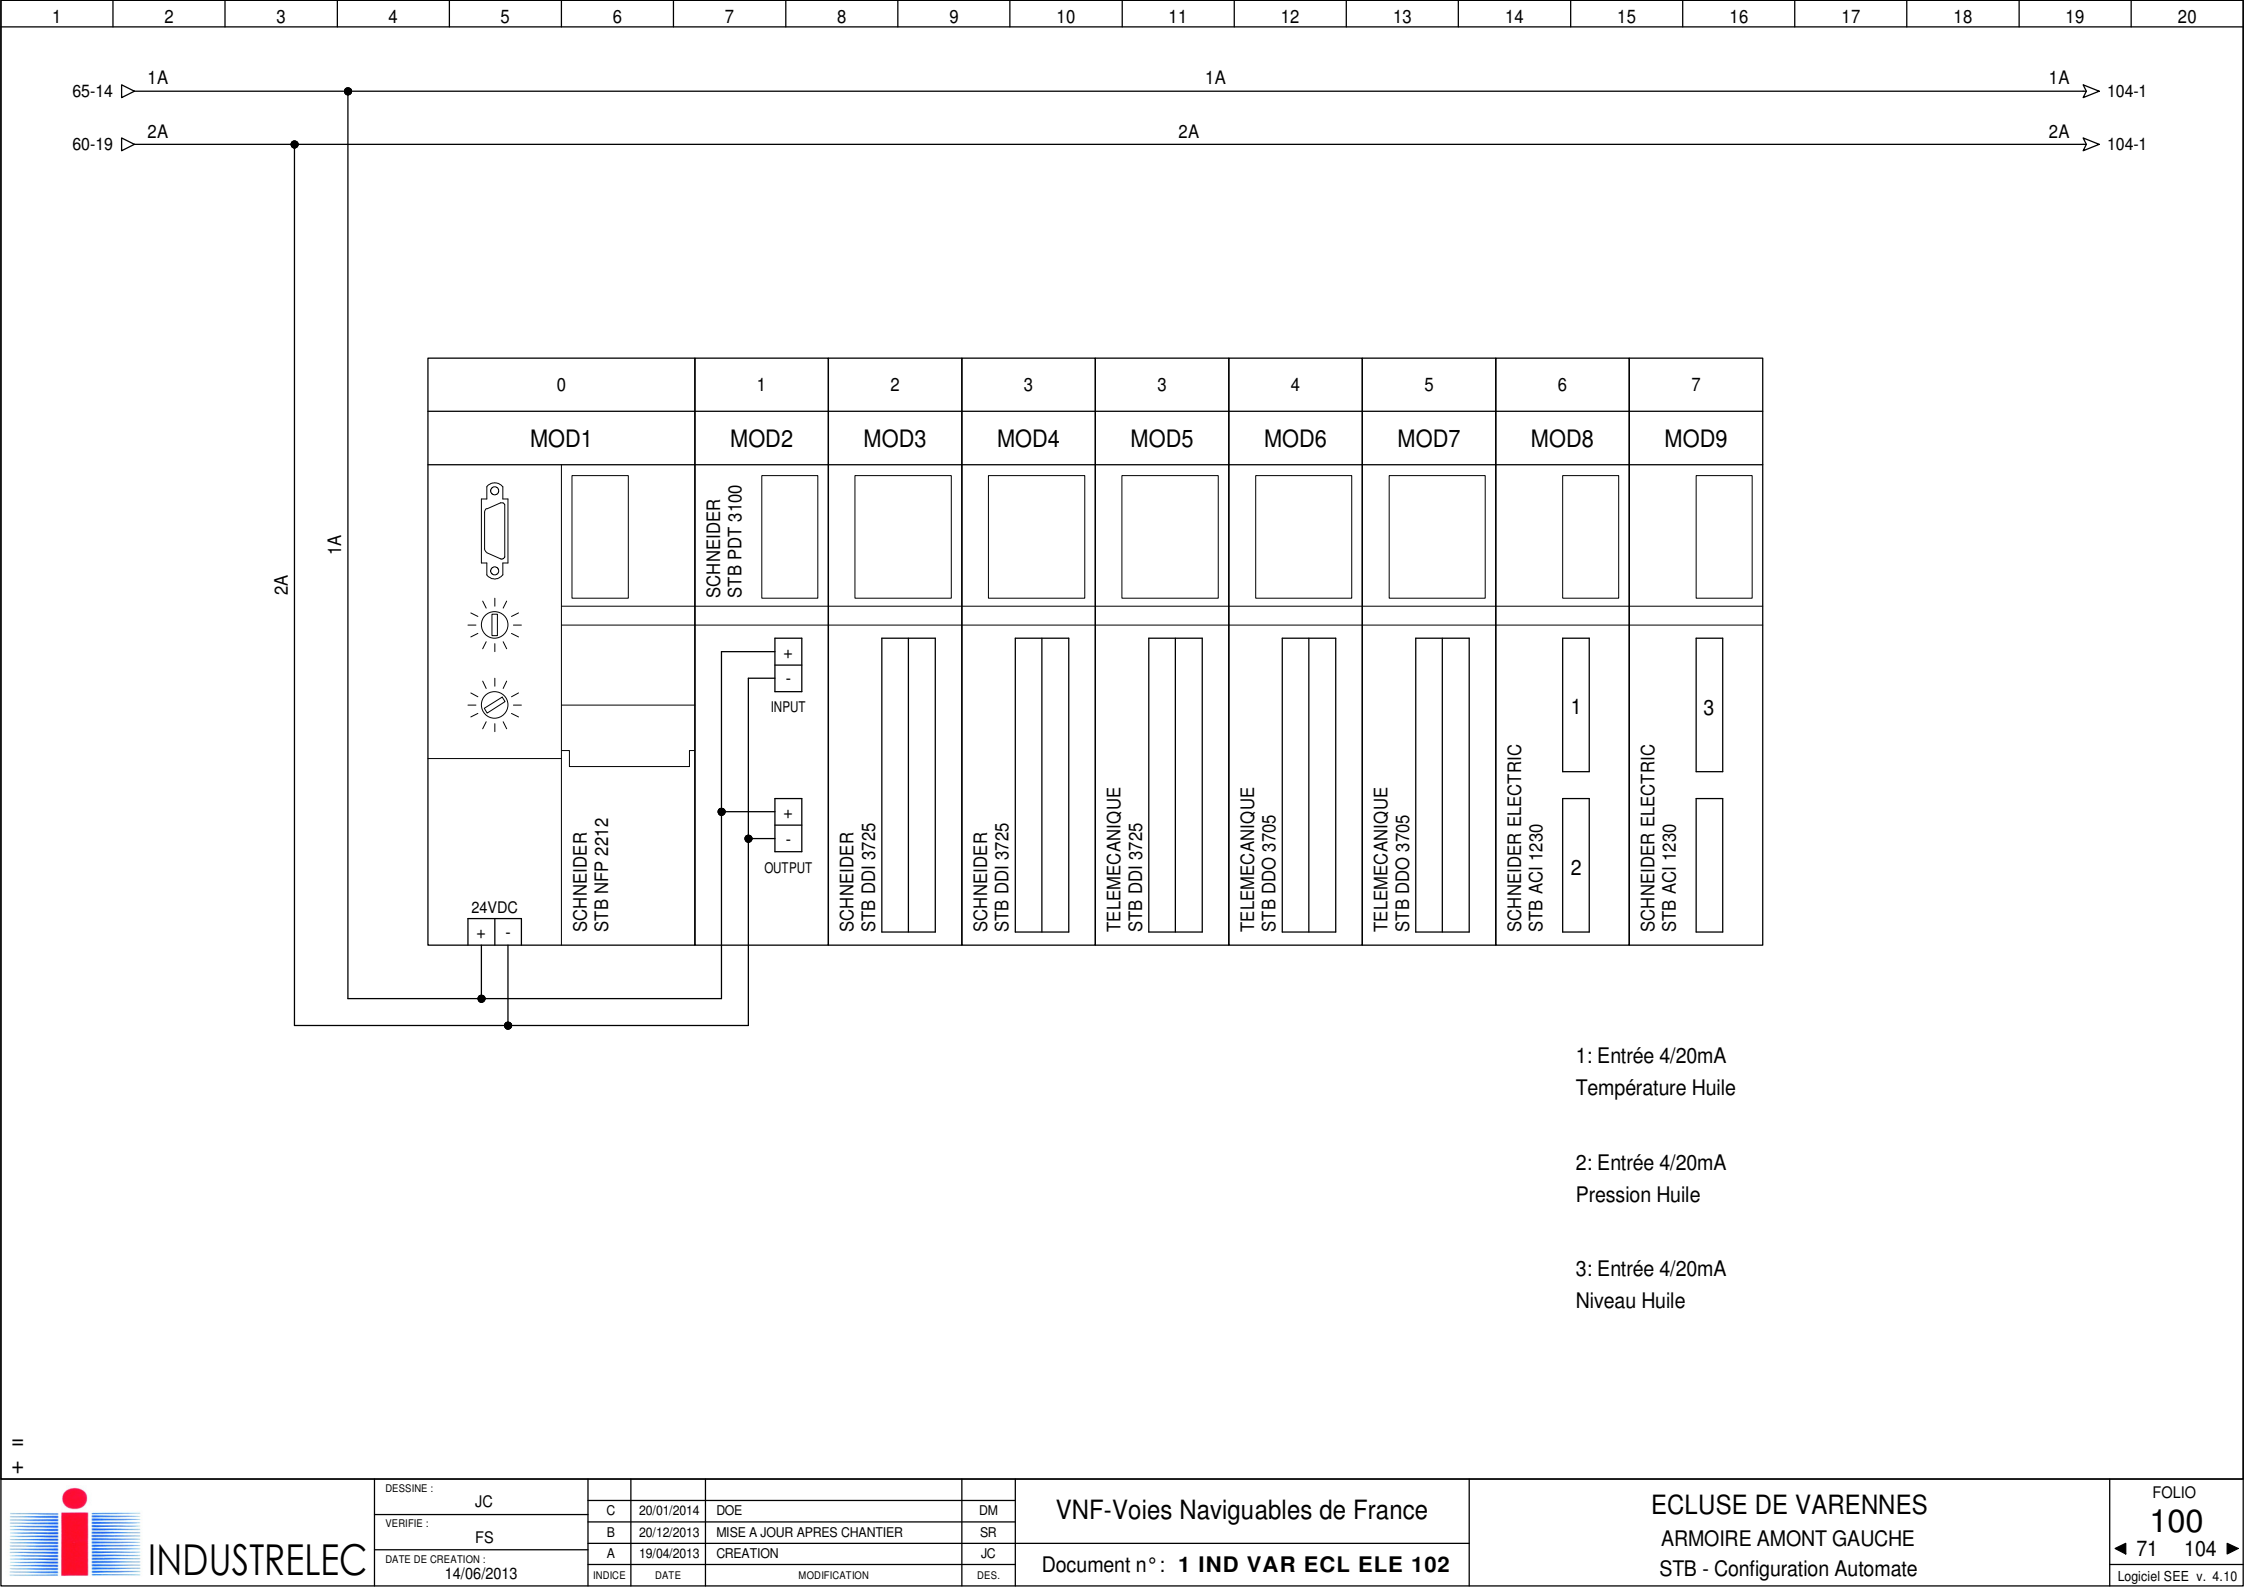 1 2 3 4 5 6 7 8 9 10 11 12 13 14 15 16 17 18 19 20
65-14 1A 1A 1A 104-1
60-19 2A 2A 2A 104-1
1A
2A
0 1 2 3 3 4 5 6 7
MOD1 MOD2 MOD3 MOD4 MOD5 MOD6 MOD7 MOD8 MOD9
SCHNEIDER
STB NFP 2212
24VDC
+ -
SCHNEIDER
STB PDT 3100
+
-
INPUT
+
-
OUTPUT
SCHNEIDER
STB DDI 3725
SCHNEIDER
STB DDI 3725
TELEMECANIQUE
STB DDI 3725
TELEMECANIQUE
STB DDO 3705
TELEMECANIQUE
STB DDO 3705
SCHNEIDER ELECTRIC
STB ACI 1230
1
2
SCHNEIDER ELECTRIC
STB ACI 1230
3
1: Entrée 4/20mA
Température Huile
2: Entrée 4/20mA
Pression Huile
3: Entrée 4/20mA
Niveau Huile
=
+
INDUSTRELEC
DESSINE :
JC
VERIFIE :
FS
DATE DE CREATION :
14/06/2013
C 20/01/2014 DOE DM
B 20/12/2013 MISE A JOUR APRES CHANTIER SR
A 19/04/2013 CREATION JC
INDICE DATE MODIFICATION DES.
VNF-Voies Naviguables de France
Document n° : 1 IND VAR ECL ELE 102
ECLUSE DE VARENNES
ARMOIRE AMONT GAUCHE
STB - Configuration Automate
FOLIO
100
71 104
Logiciel SEE v. 4.10